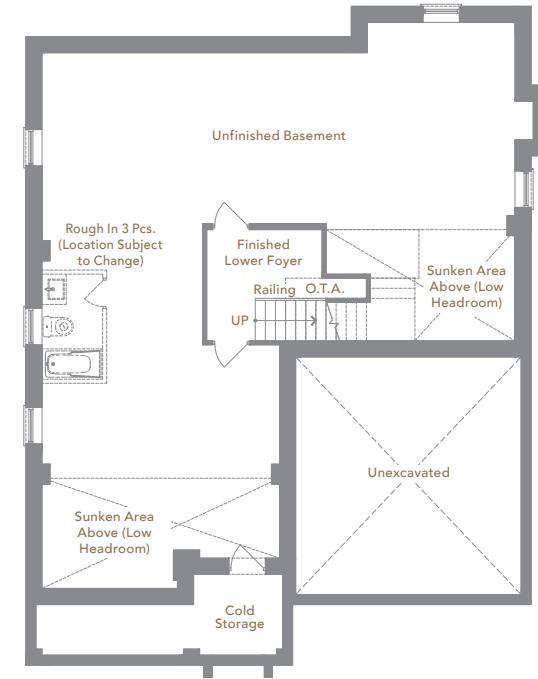 Unfinished Basement
Rough In 3 Pcs.
(Location Subject
to Change)
Finished
Lower Foyer
Railing O.T.A.
UP
Sunken Area
Above (Low
Headroom)
Unexcavated
Sunken Area
Above (Low
Headroom)
Cold
Storage